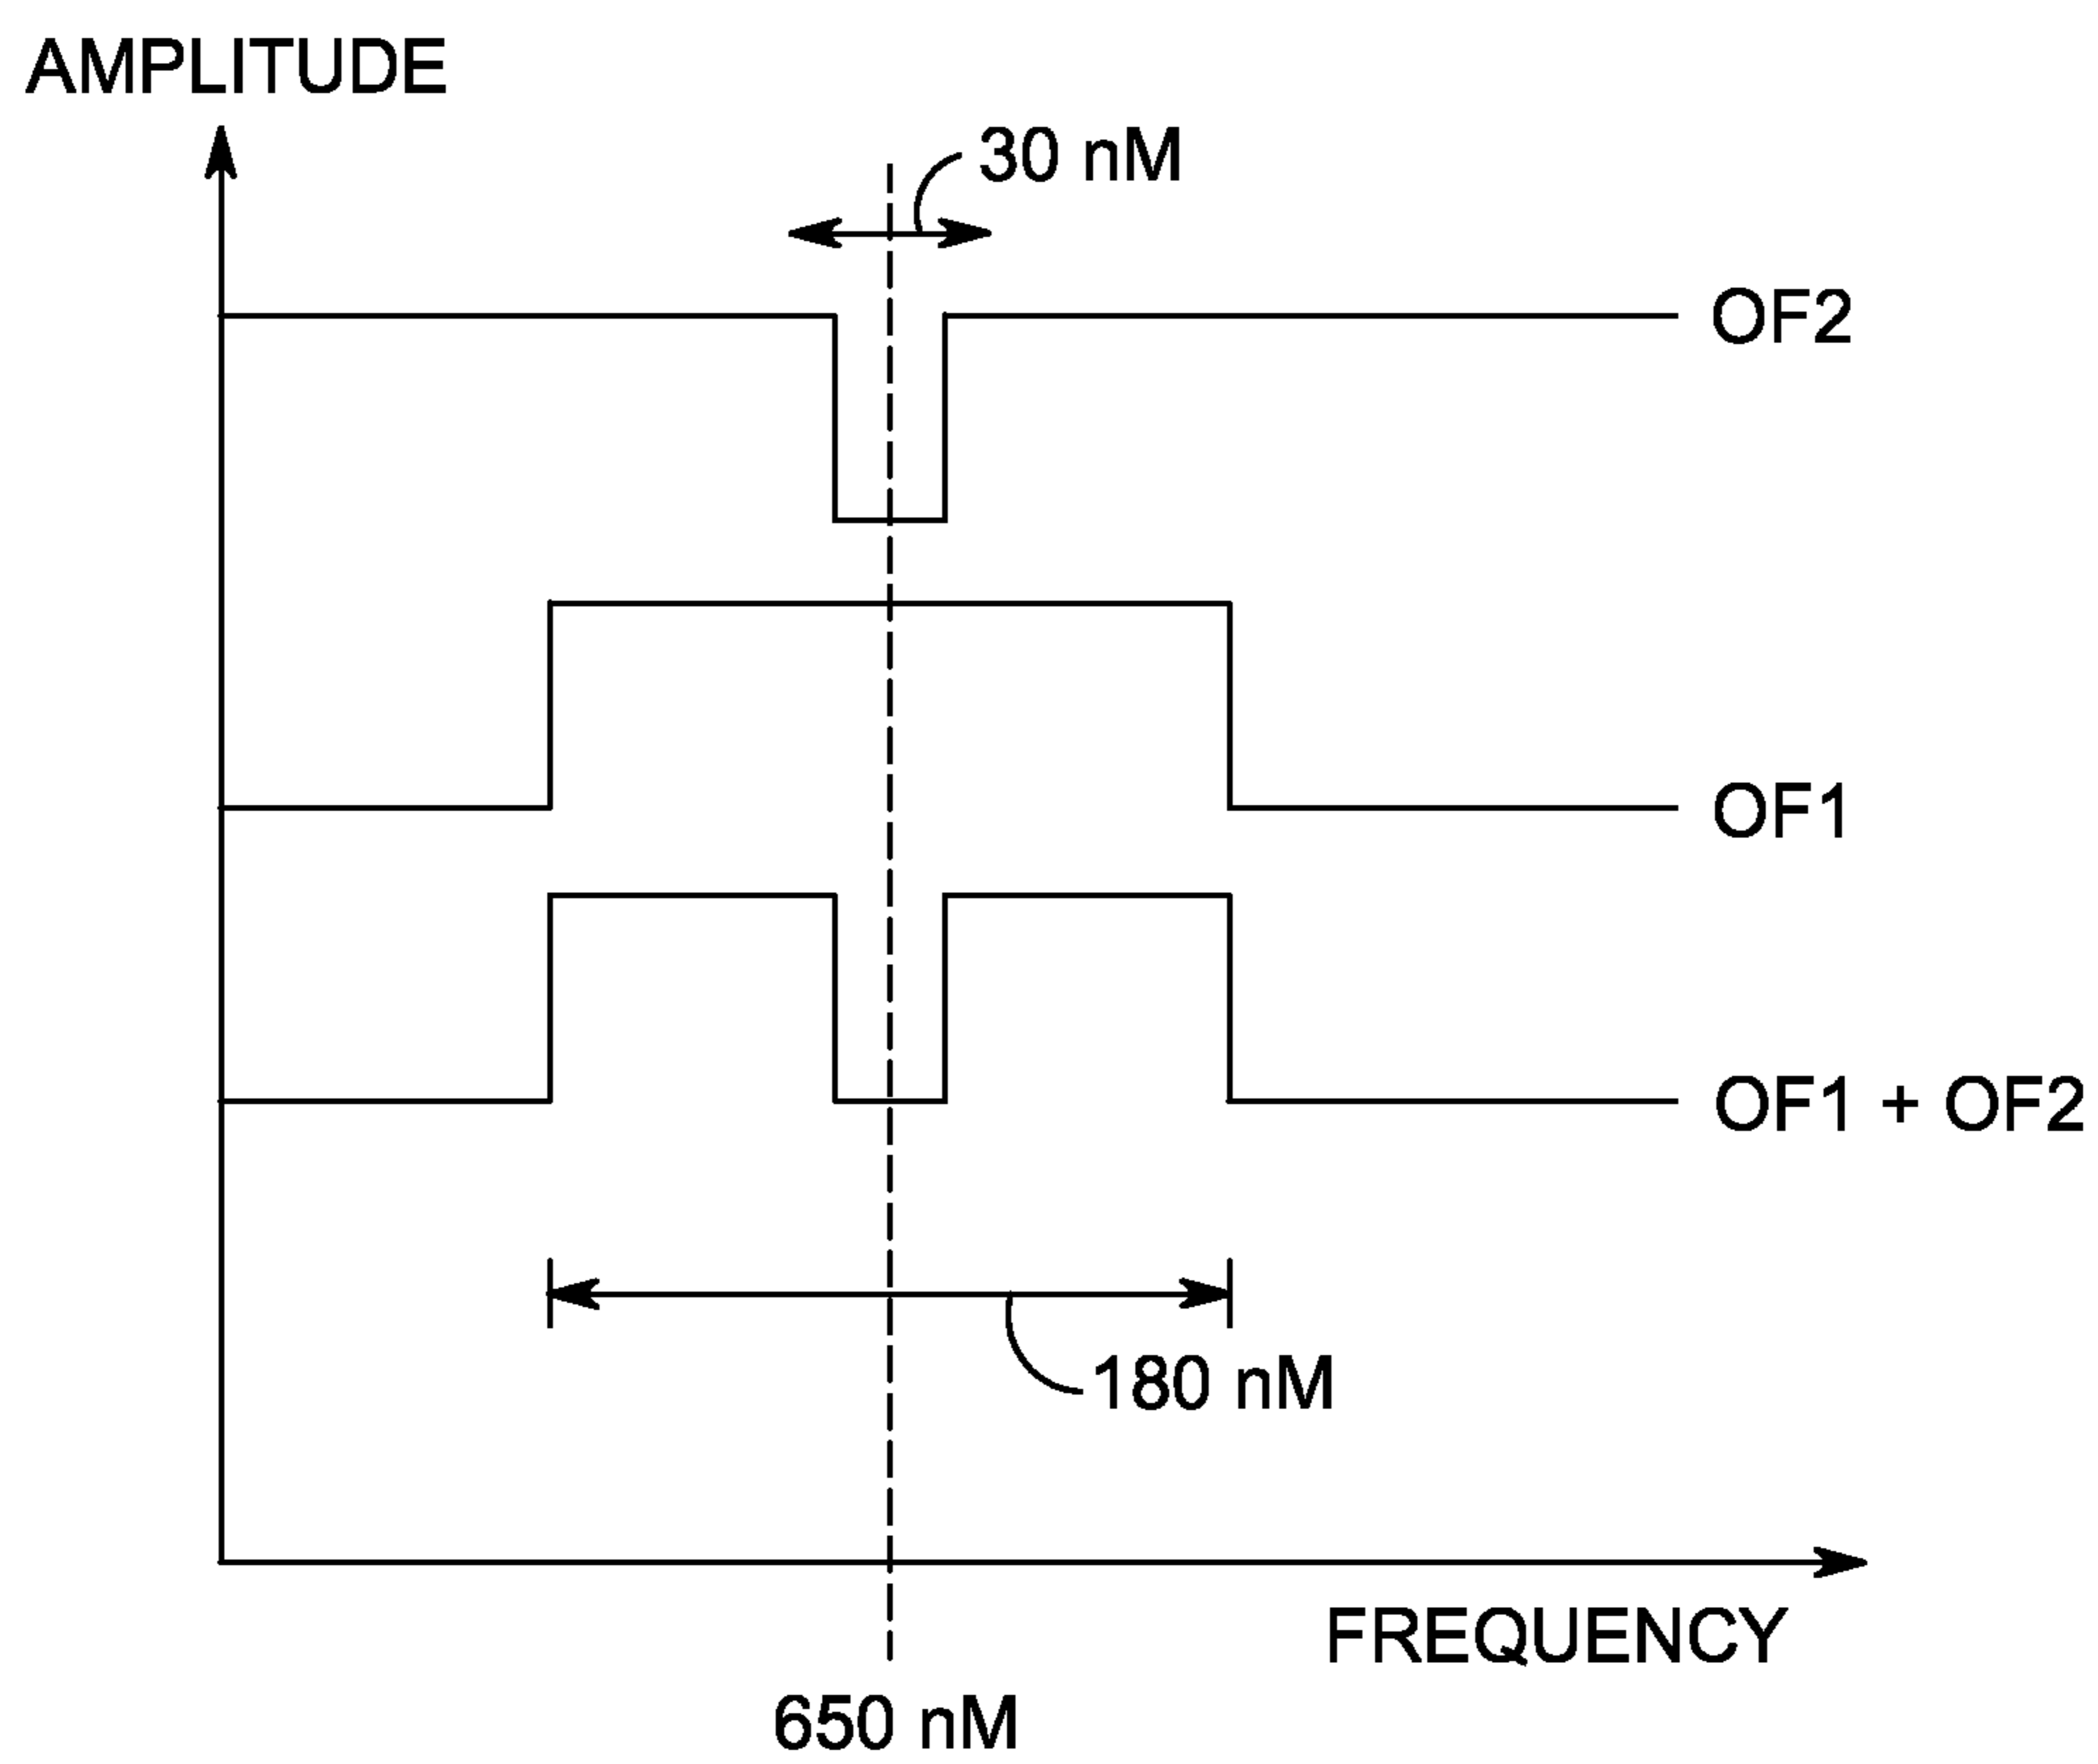 AMPLITUDE
30 nM
OF2
OF1
OF1 + OF2
180 nM
FREQUENCY
650 nM